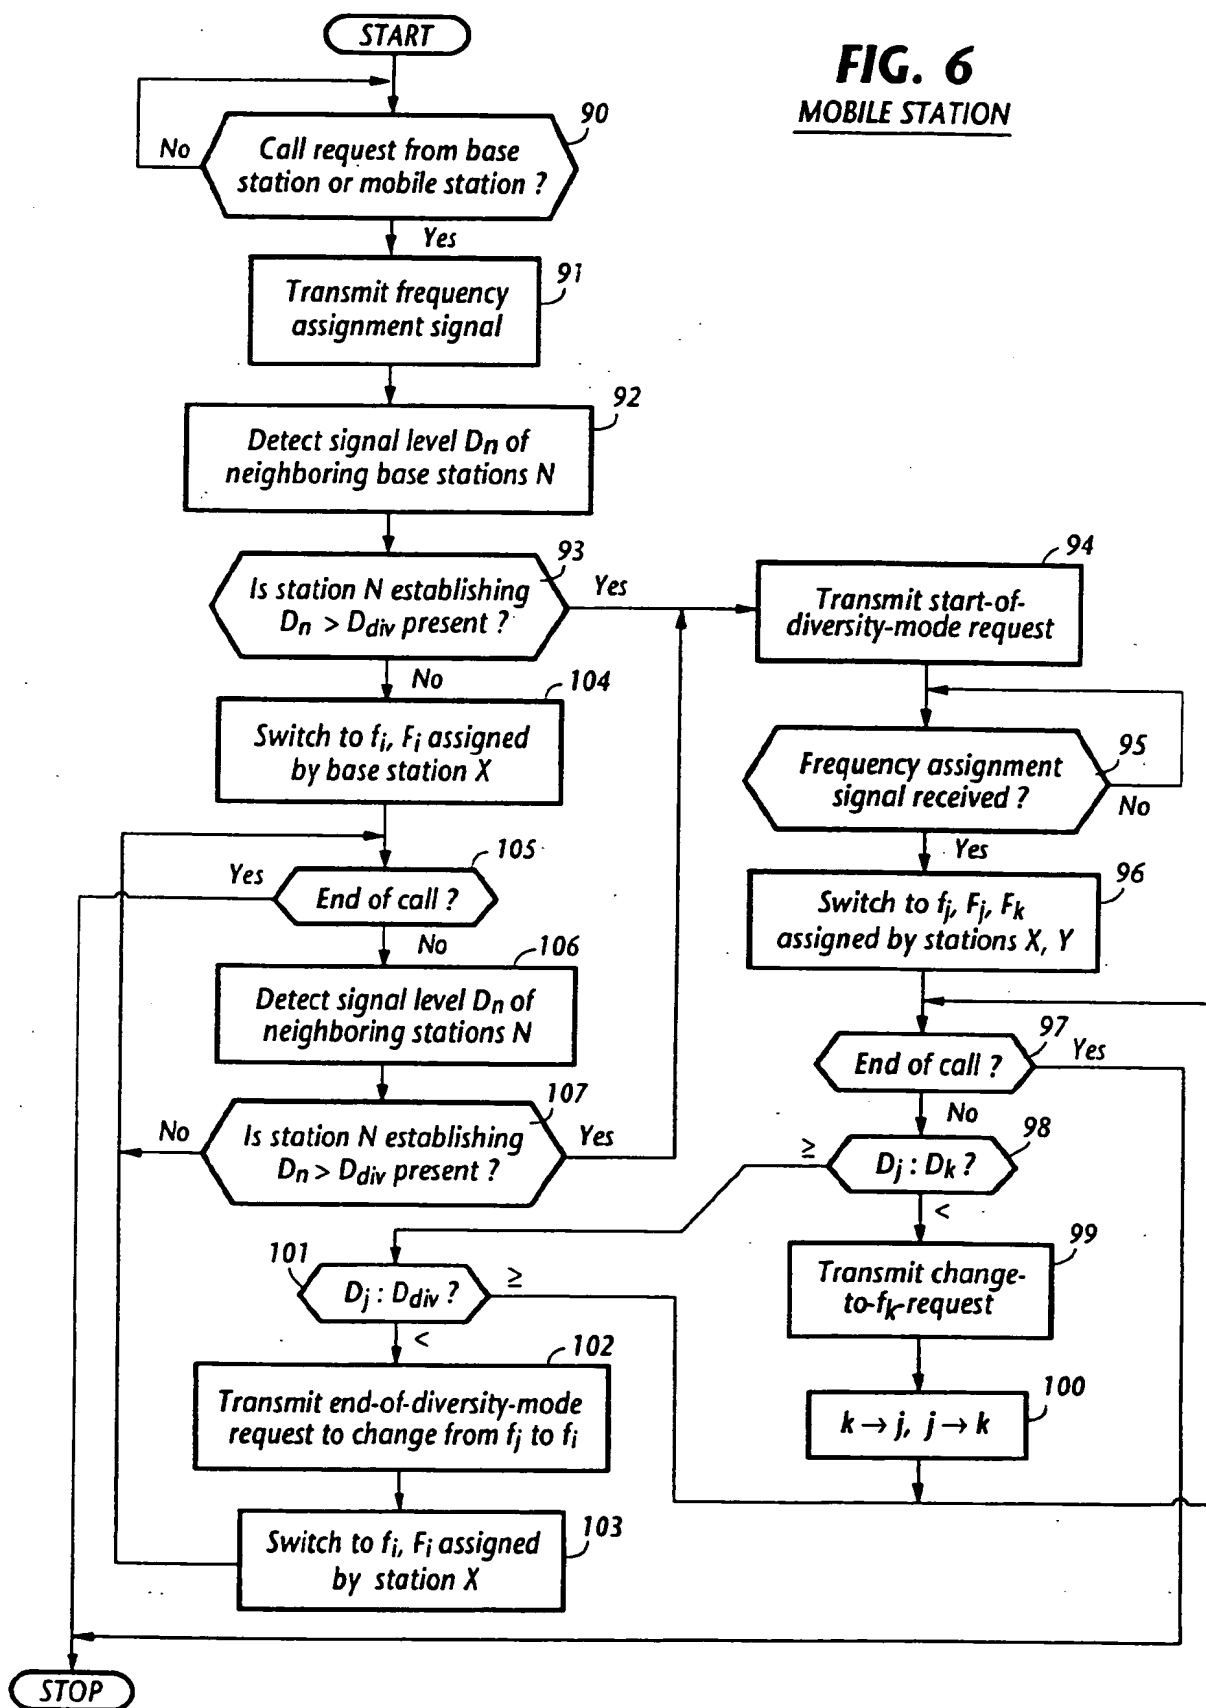 START
FIG. 6
MOBILE STATION
90
Call request from base
station or mobile station ?
No
Yes
91
Transmit frequency
assignment signal
92
Detect signal level Dn of
neighboring base stations N
93
Is station N establishing
Dn > Ddiv present ?
Yes
No
94
Transmit start-of-
diversity-mode request
104
Switch to fi, Fi assigned
by base station X
95
Frequency assignment
signal received ?
No
Yes
105
End of call ?
Yes
No
96
Switch to fj, Fj, Fk
assigned by stations X, Y
106
Detect signal level Dn of
neighboring stations N
97
End of call ?
Yes
No
107
Is station N establishing
Dn > Ddiv present ?
No
Yes
98
Dj : Dk ?
≥
<
99
Transmit change-
to-fk-request
101
Dj : Ddiv ?
≥
<
102
Transmit end-of-diversity-mode
request to change from fj to fi
100
k → j, j → k
103
Switch to fi, Fi assigned
by station X
STOP